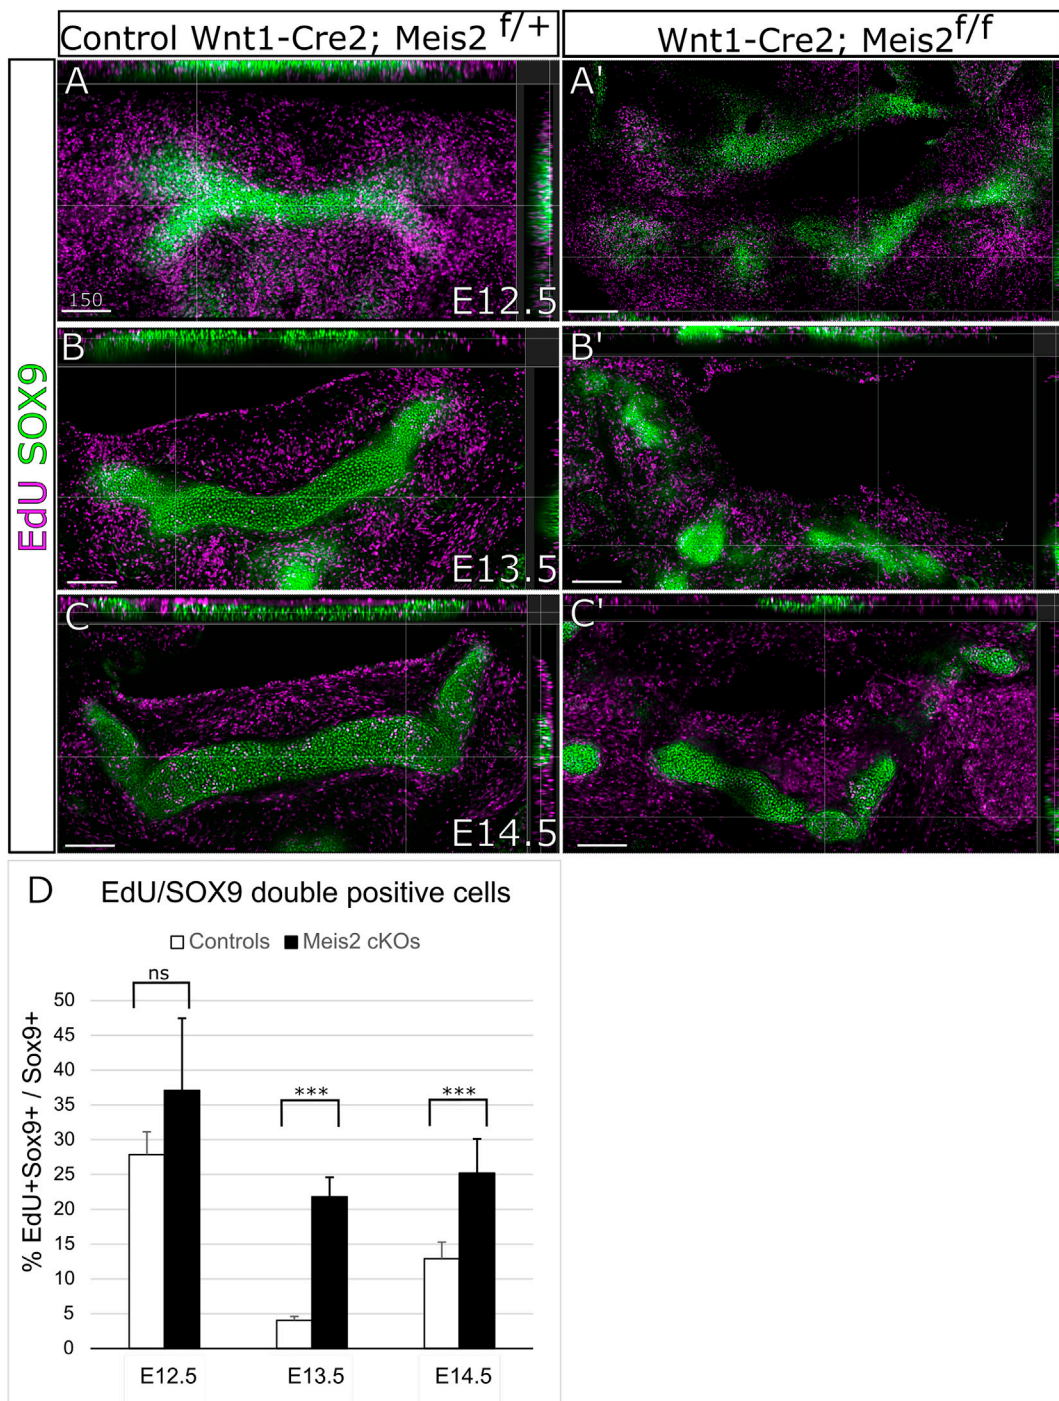 Control Wnt1-Cre2; Meis2 f/+
Wnt1-Cre2; Meis2 f/f
EdU SOX9
A
150
E12.5
A'
B
E13.5
B'
C
E14.5
C'
D EdU/SOX9 double positive cells
Controls Meis2 cKOs
% EdU+Sox9+ / Sox9+
50
45
40
35
30
25
20
15
10
5
0
ns
***
***
E12.5 E13.5 E14.5